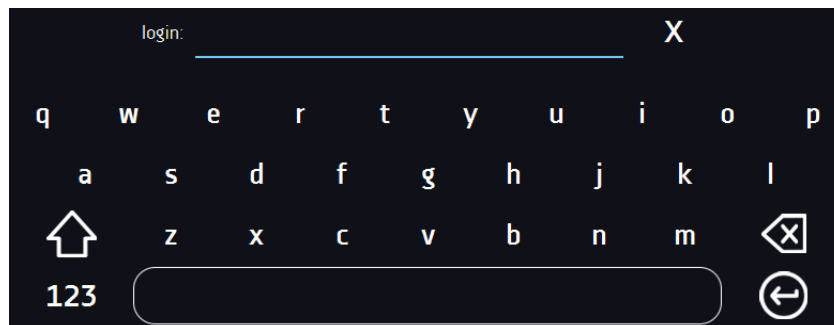 login: X
q w e r t y u i o p
a s d f g h j k l
z x c v b n m
123